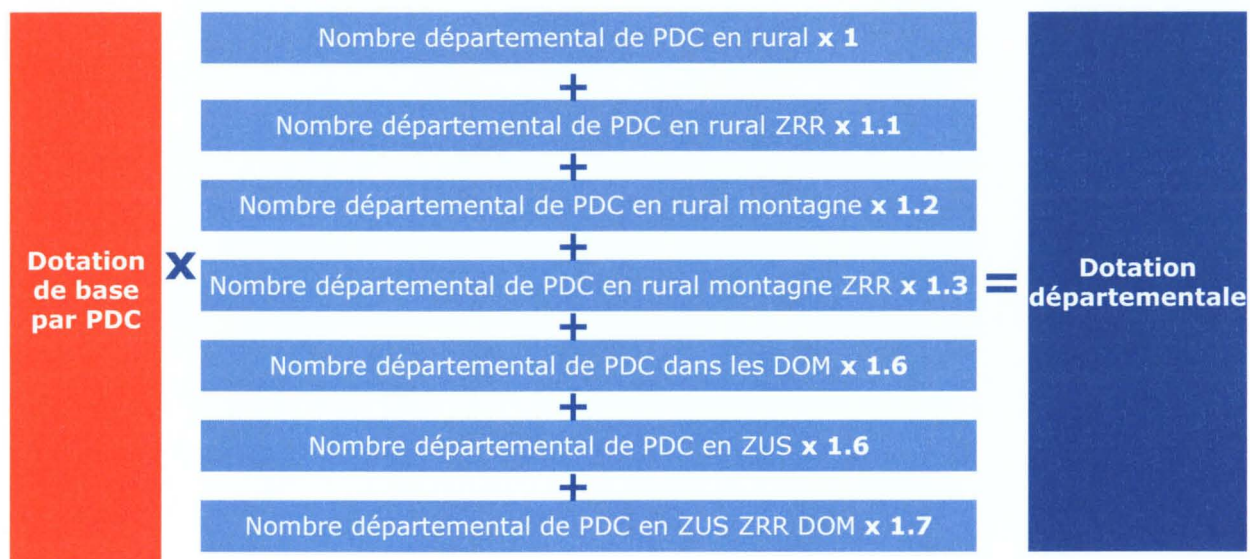 Nombre départemental de PDC en rural x 1
+
Nombre départemental de PDC en rural ZRR x 1.1
+
Nombre départemental de PDC en rural montagne x 1.2
+
Dotation
de base
par PDC
x
Nombre départemental de PDC en rural montagne ZRR x 1.3
=
Dotation
départementale
+
Nombre départemental de PDC dans les DOM x 1.6
+
Nombre départemental de PDC en ZUS x 1.6
+
Nombre départemental de PDC en ZUS ZRR DOM x 1.7